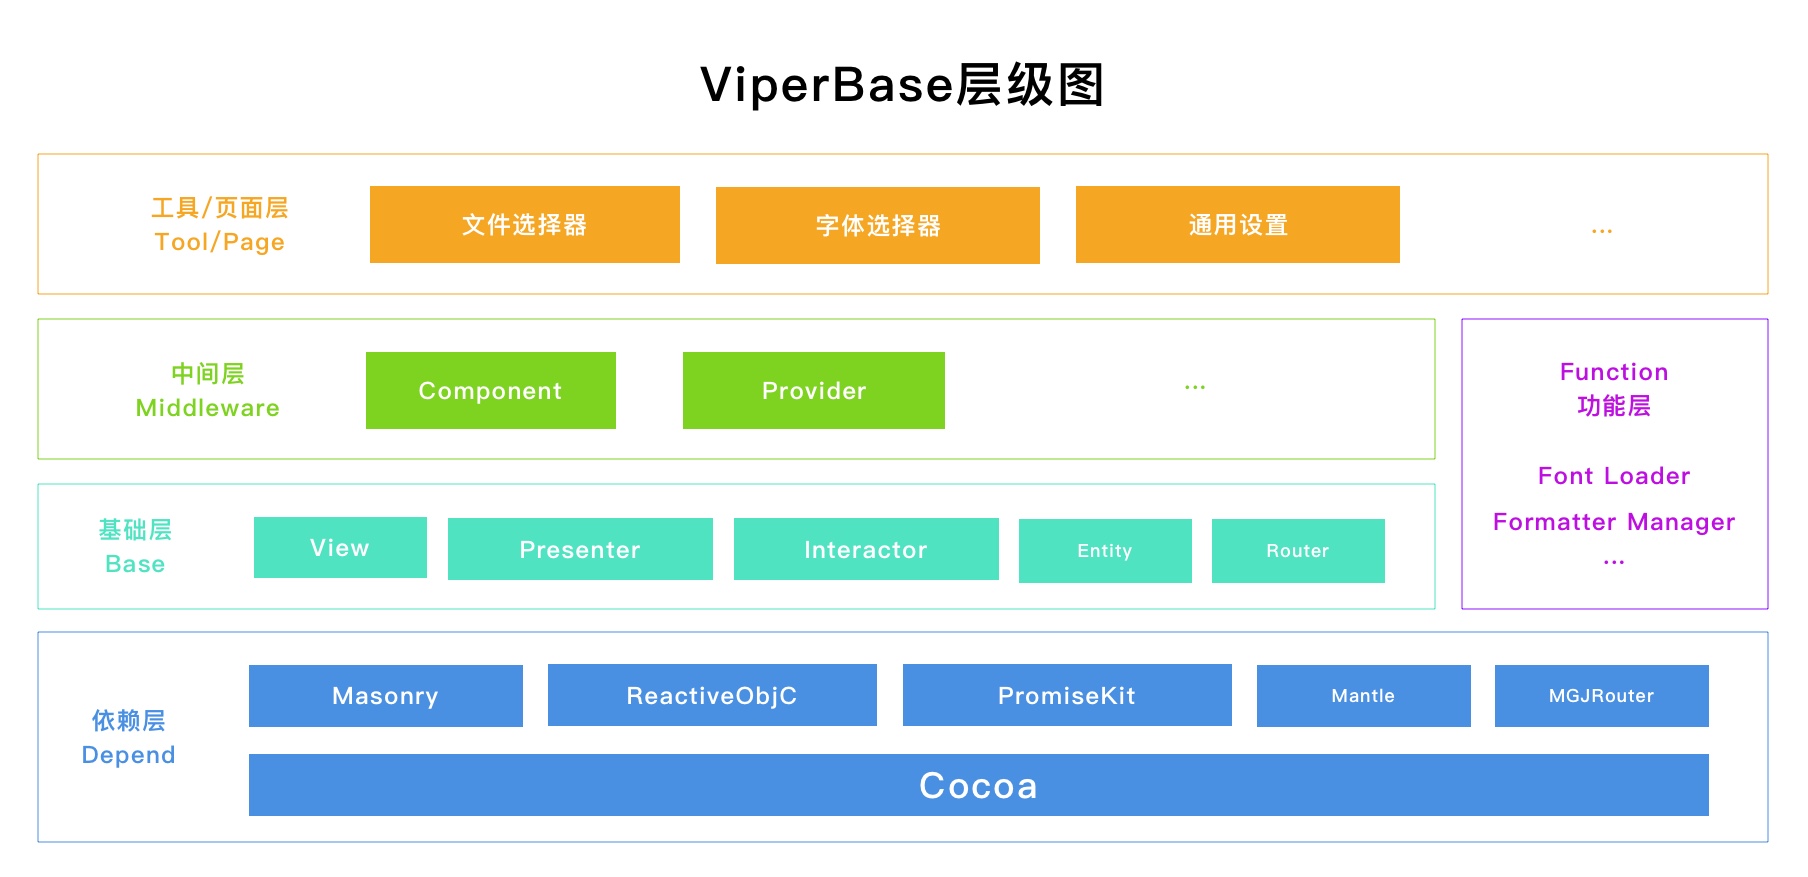 ViperBase层级图
工具/页面层
Tool/Page
文件选择器
字体选择器
通用设置
...
中间层
Middleware
Component
Provider
...
Function
功能层
Font Loader
Formatter Manager
...
基础层
Base
View
Presenter
Interactor
Entity
Router
依赖层
Depend
Masonry
ReactiveObjC
PromiseKit
Mantle
MGJRouter
Cocoa